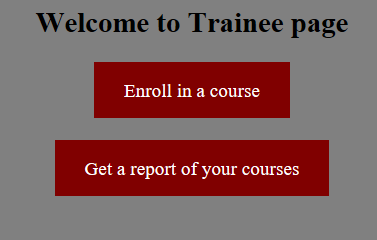 Welcome to Trainee page
Enroll in a course
Get a report of your courses